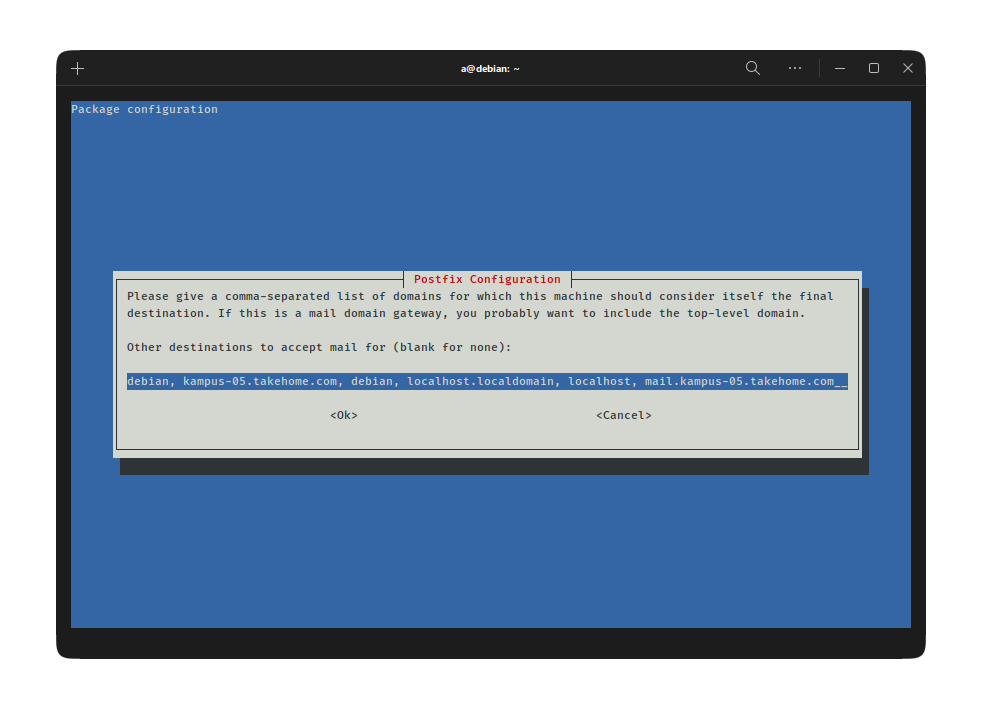 a@debian: ~
Package configuration
Postfix Configuration
Please give a comma-separated list of domains for which this machine should consider itself the final
destination. If this is a mail domain gateway, you probably want to include the top-level domain.
Other destinations to accept mail for (blank for none):
debian, kampus-05.takehome.com, debian, localhost.localdomain, localhost, mail.kampus-05.takehome.com__
<Ok> <Cancel>